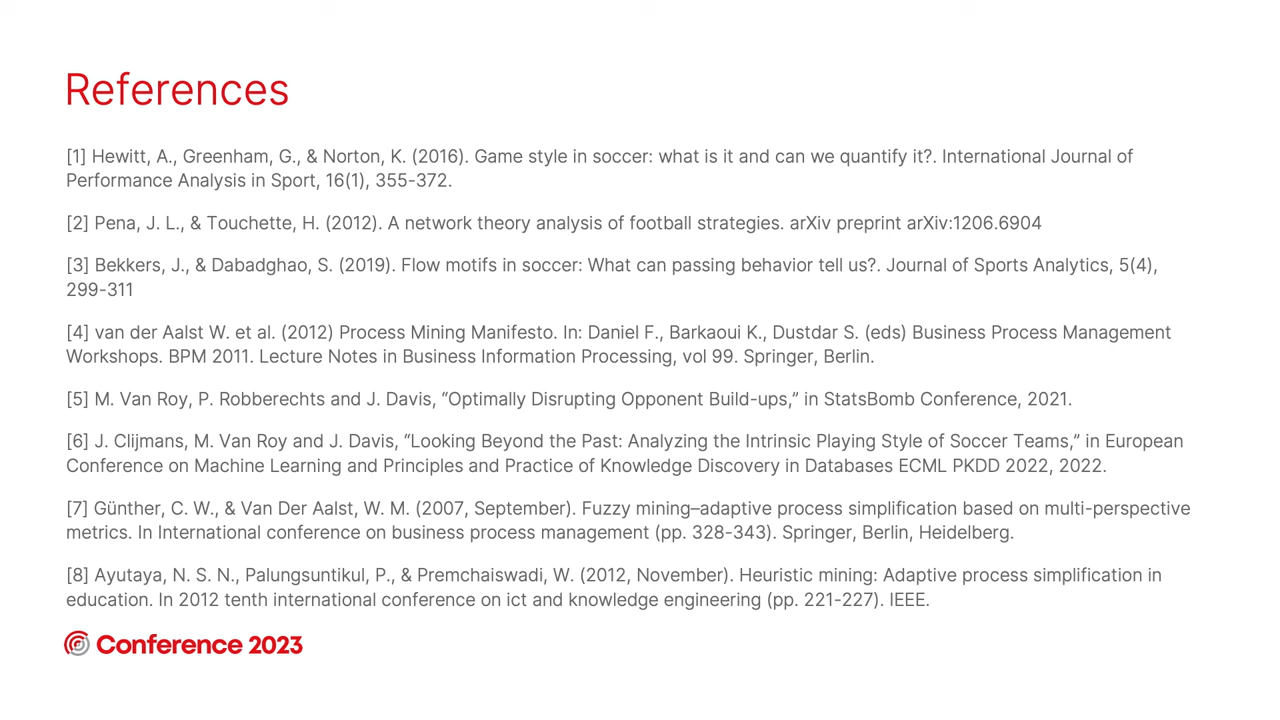 References
[1] Hewitt, A., Greenham, G., & Norton, K. (2016). Game style in soccer: what is it and can we quantify it?. International Journal of
Performance Analysis in Sport, 16(1), 355-372.
[2] Pena, J. L., & Touchette, H. (2012). A network theory analysis of football strategies. arXiv preprint arXiv:1206.6904
[3] Bekkers, J., & Dabadghao, S. (2019). Flow motifs in soccer: What can passing behavior tell us?. Journal of Sports Analytics, 5(4),
299-311
[4] van der Aalst W. et al. (2012) Process Mining Manifesto. In: Daniel F., Barkaoui K., Dustdar S. (eds) Business Process Management
Workshops. BPM 2011. Lecture Notes in Business Information Processing, vol 99. Springer, Berlin.
[5] M. Van Roy, P. Robberechts and J. Davis, “Optimally Disrupting Opponent Build-ups,” in StatsBomb Conference, 2021.
[6] J. Clijmans, M. Van Roy and J. Davis, “Looking Beyond the Past: Analyzing the Intrinsic Playing Style of Soccer Teams,” in European
Conference on Machine Learning and Principles and Practice of Knowledge Discovery in Databases ECML PKDD 2022, 2022.
[7] Günther, C. W., & Van Der Aalst, W. M. (2007, September). Fuzzy mining–adaptive process simplification based on multi-perspective
metrics. In International conference on business process management (pp. 328-343). Springer, Berlin, Heidelberg.
[8] Ayutaya, N. S. N., Palungsuntikul, P., & Premchaiswadi, W. (2012, November). Heuristic mining: Adaptive process simplification in
education. In 2012 tenth international conference on ict and knowledge engineering (pp. 221-227). IEEE.
Conference 2023